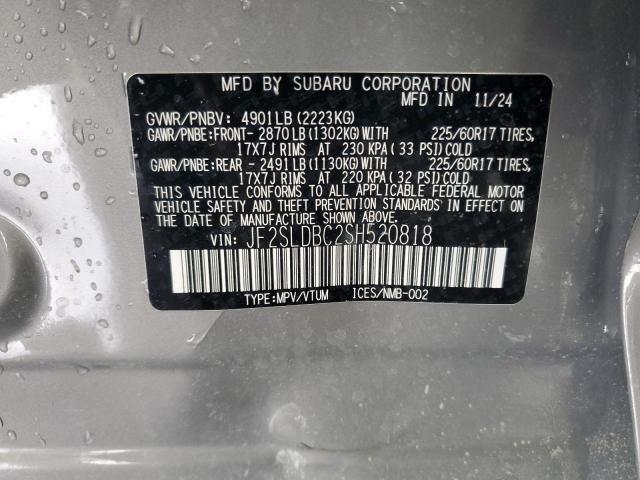 MFD BY SUBARU CORPORATION
MFD IN 11/24
GVWR/PNBV: 4901LB (2223KG)
GAWR/PNBE:FRONT- 2870LB (1302KG) WITH 225/60R17 TIRES,
17X7J RIMS AT 230 KPA ( 33 PSI) COLD
GAWR/PNBE:REAR - 2491LB (1130KG) WITH 225/60R17 TIRES,
17X7J RIMS AT 220 KPA ( 32 PSI) COLD
THIS VEHICLE CONFORMS TO ALL APPLICABLE FEDERAL MOTOR
VEHICLE SAFETY AND THEFT PREVENTION STANDARDS IN EFFECT ON
THE DATE OF MANUFACTURE SHOWN ABOVE.
VIN: JF2SLDBC2SH520818
TYPE:MPV/VTUM ICES/NMB-002